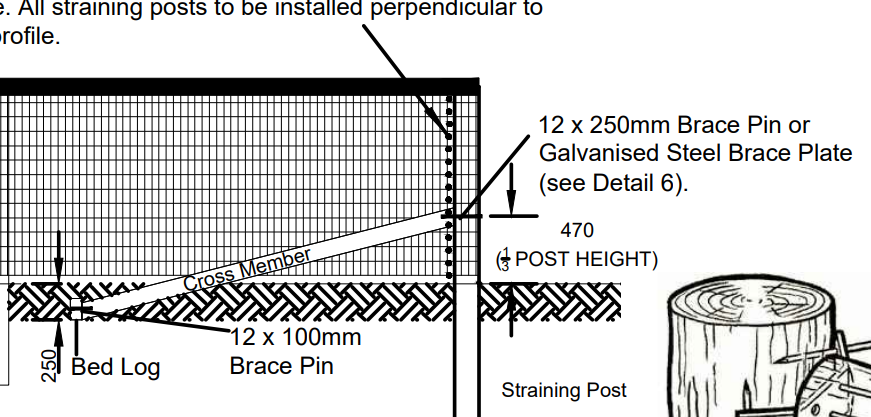 e. All straining posts to be installed perpendicular to
rofile.
12 x 250mm Brace Pin or
Galvanised Steel Brace Plate
(see Detail 6).
470
(1/3 POST HEIGHT)
Cross Member
12 x 100mm
Brace Pin
250
Bed Log
Straining Post